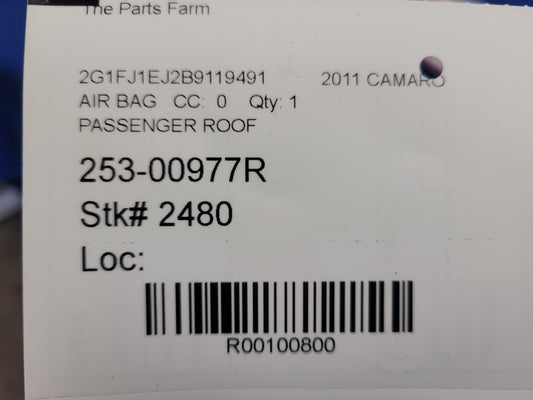 The Parts Farm
2G1FJ1EJ2B9119491 2011 CAMARO
AIR BAG CC: 0 Qty: 1
PASSENGER ROOF
253-00977R
Stk# 2480
Loc:
R00100800